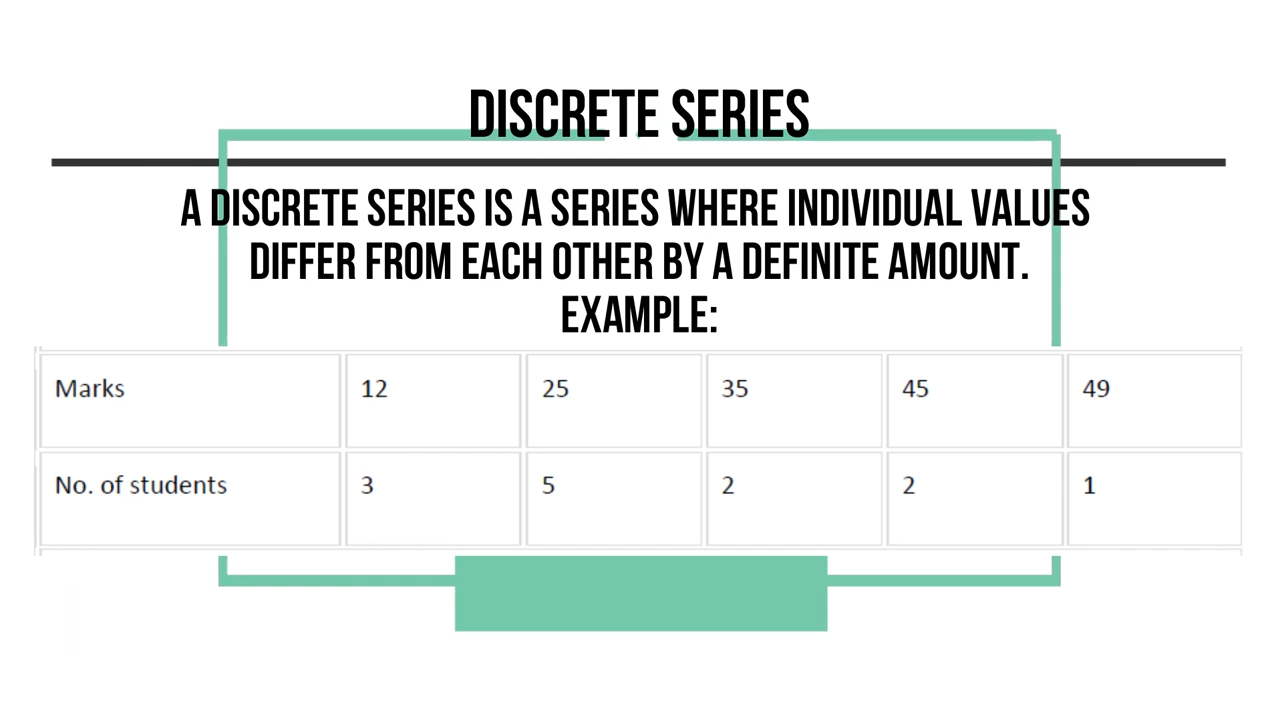 DISCRETE SERIES
A DISCRETE SERIES IS A SERIES WHERE INDIVIDUAL VALUES
DIFFER FROM EACH OTHER BY A DEFINITE AMOUNT.
EXAMPLE:
Marks 12 25 35 45 49
No. of students 3 5 2 2 1